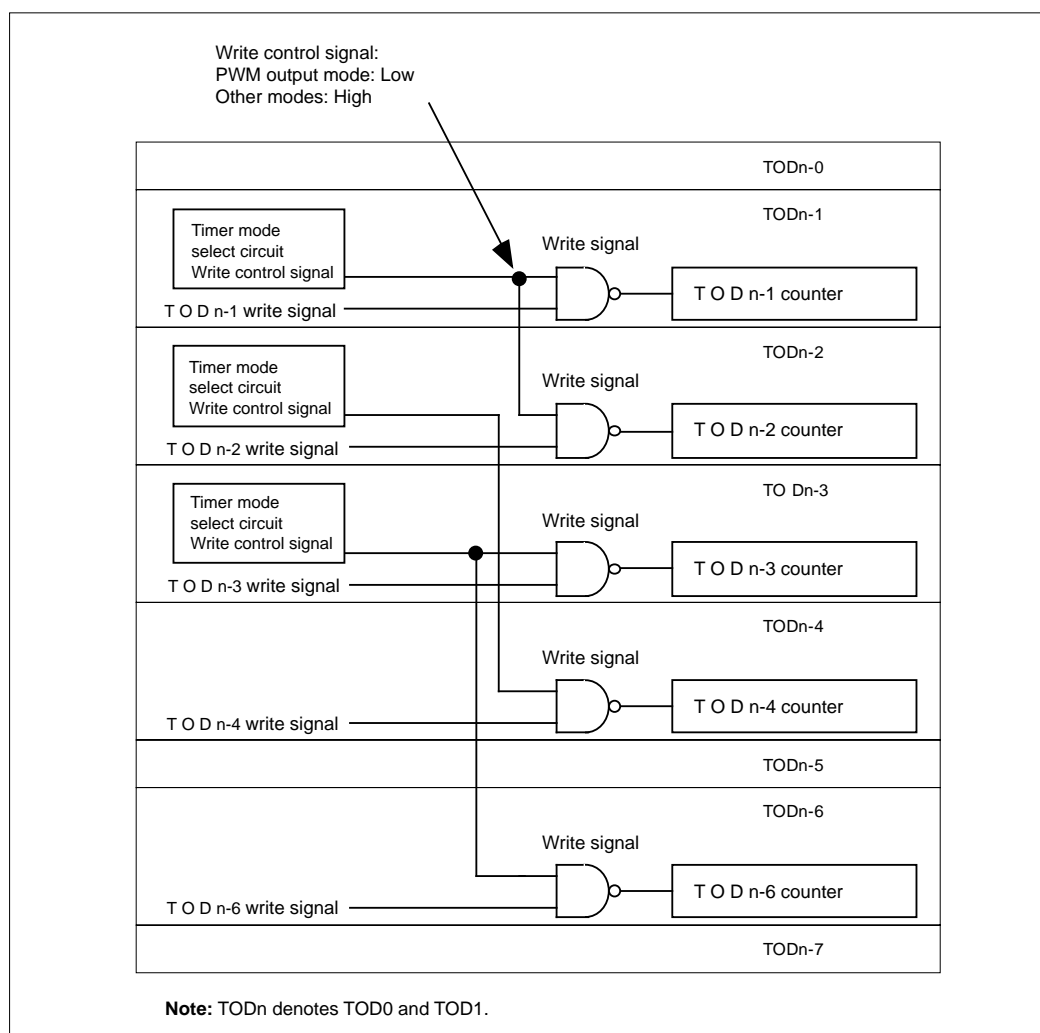 Write control signal:
PWM output mode: Low
Other modes: High
TODn-0
TODn-1
Timer mode
select circuit
Write control signal
Write signal
T O D n-1 write signal
T O D n-1 counter
TODn-2
Timer mode
select circuit
Write control signal
Write signal
T O D n-2 write signal
T O D n-2 counter
TO Dn-3
Timer mode
select circuit
Write control signal
Write signal
T O D n-3 write signal
T O D n-3 counter
TODn-4
Write signal
T O D n-4 write signal
T O D n-4 counter
TODn-5
TODn-6
Write signal
T O D n-6 write signal
T O D n-6 counter
TODn-7
Note: TODn denotes TOD0 and TOD1.